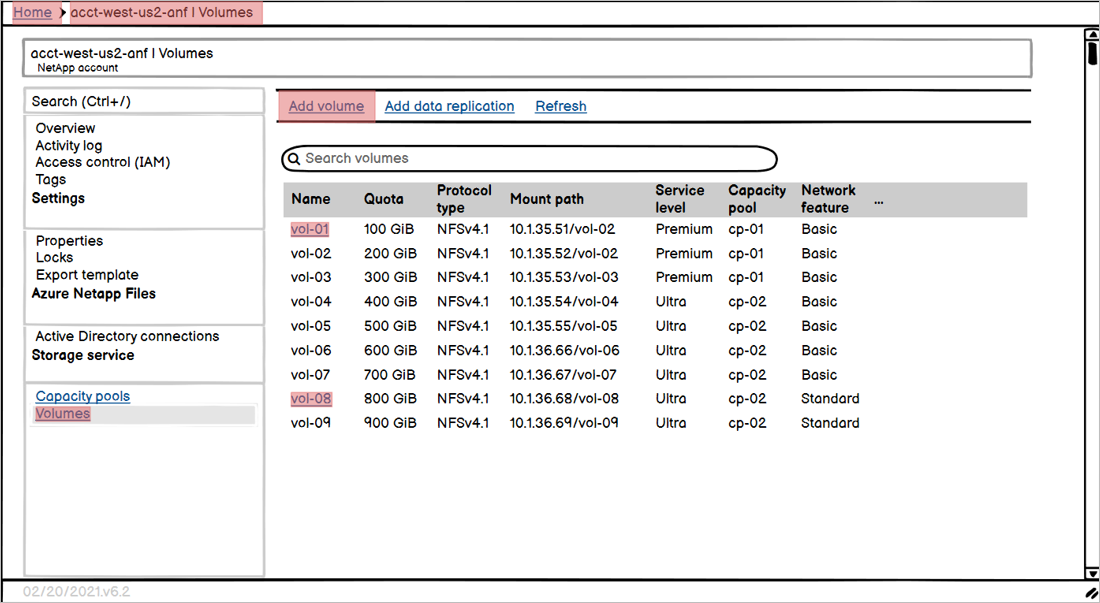 Home acct-west-us2-anf | Volumes
acct-west-us2-anf | Volumes
NetApp account
Search (Ctrl+/)
Overview
Activity log
Access control (IAM)
Tags
Settings
Properties
Locks
Export template
Azure Netapp Files
Active Directory connections
Storage service
Capacity pools
Volumes
Add volume Add data replication Refresh
Search volumes
Name Quota Protocol type Mount path Service level Capacity pool Network feature ...
vol-01 100 GiB NFSv4.1 10.1.35.51/vol-02 Premium cp-01 Basic
vol-02 200 GiB NFSv4.1 10.1.35.52/vol-02 Premium cp-01 Basic
vol-03 300 GiB NFSv4.1 10.1.35.53/vol-03 Premium cp-01 Basic
vol-04 400 GiB NFSv4.1 10.1.35.54/vol-04 Ultra cp-02 Basic
vol-05 500 GiB NFSv4.1 10.1.35.55/vol-05 Ultra cp-02 Basic
vol-06 600 GiB NFSv4.1 10.1.36.66/vol-06 Ultra cp-02 Basic
vol-07 700 GiB NFSv4.1 10.1.36.67/vol-07 Ultra cp-02 Basic
vol-08 800 GiB NFSv4.1 10.1.36.68/vol-08 Ultra cp-02 Standard
vol-09 900 GiB NFSv4.1 10.1.36.69/vol-09 Ultra cp-02 Standard
02/20/2021.v6.2